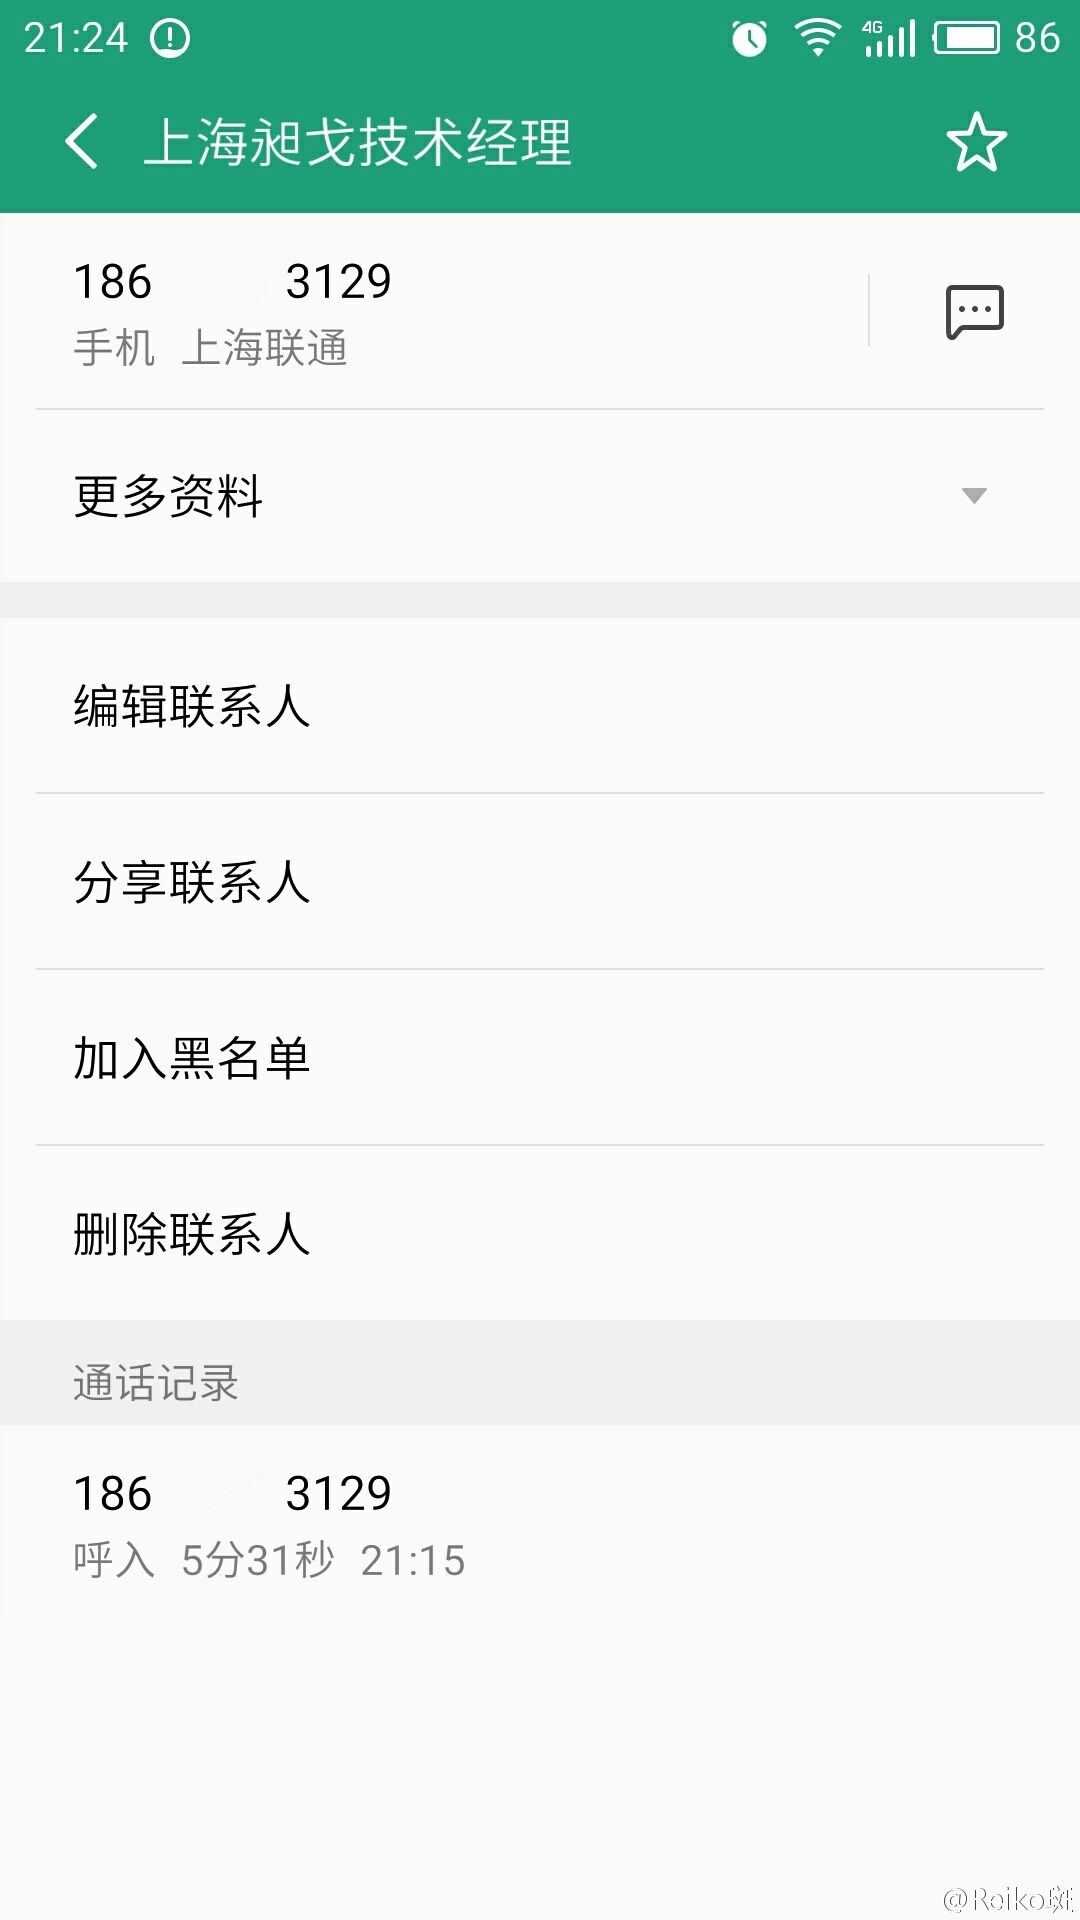 21:24
4G
86
上海昶戈技术经理
186 3129
手机 上海联通
更多资料
编辑联系人
分享联系人
加入黑名单
删除联系人
通话记录
186 3129
呼入 5分31秒 21:15
@Reiko斑